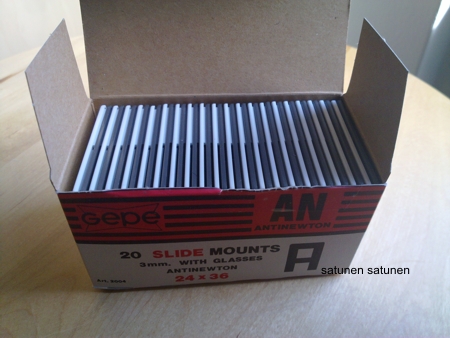 Gepe
AN
ANTINEWTON
20 SLIDE MOUNTS
3mm. WITH GLASSES
ANTINEWTON
24 x 36
A
satunen satunen